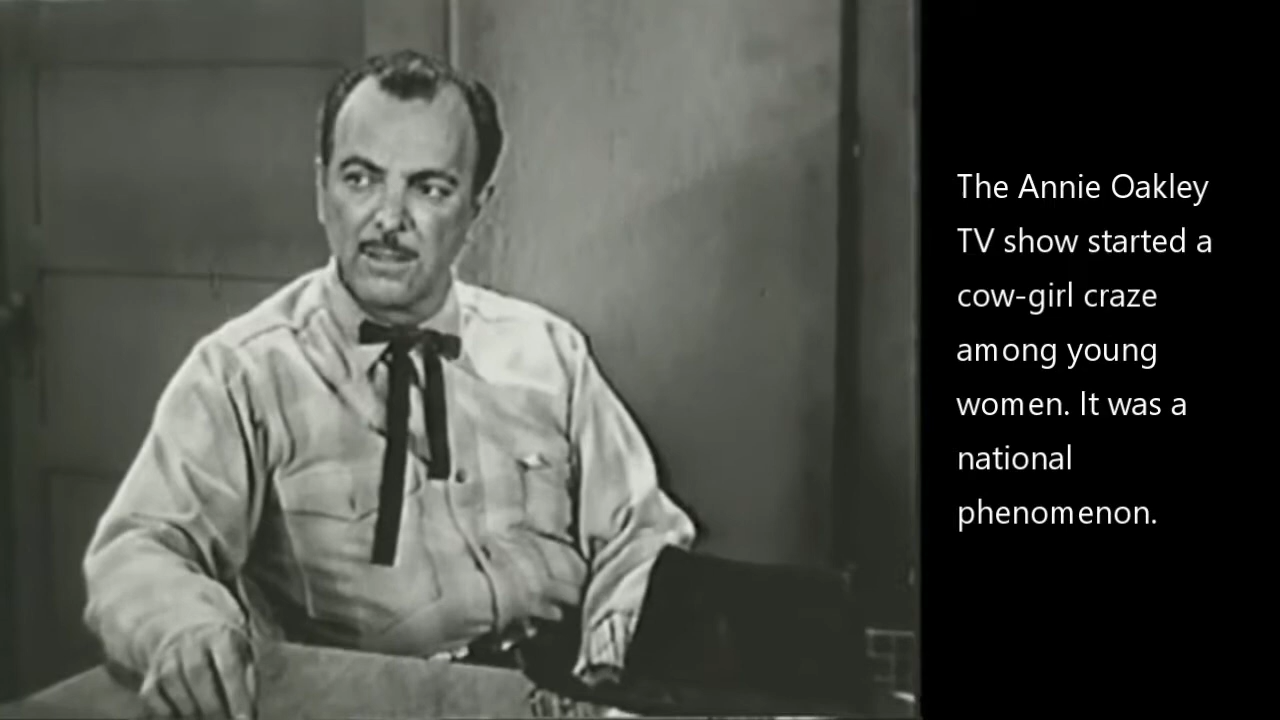 The Annie Oakley
TV show started a
cow-girl craze
among young
women. It was a
national
phenomenon.